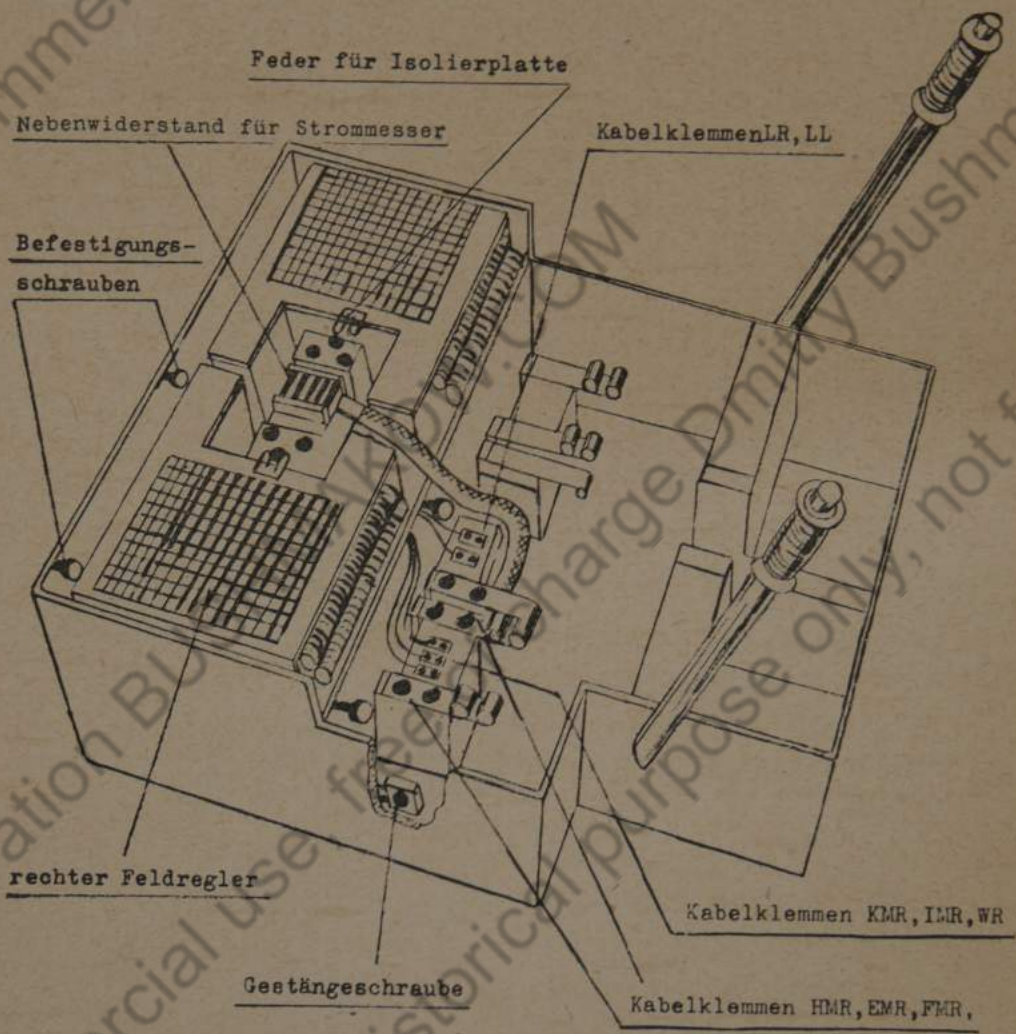 Feder für Isolierplatte
Nebenwiderstand für Strommesser
KabelklemmenLR, LL
Befestigungs-
schrauben
rechter Feldregler
Gestängeschraube
Kabelklemmen KMR, IMR, WR
Kabelklemmen HMR, EMR, FMR,